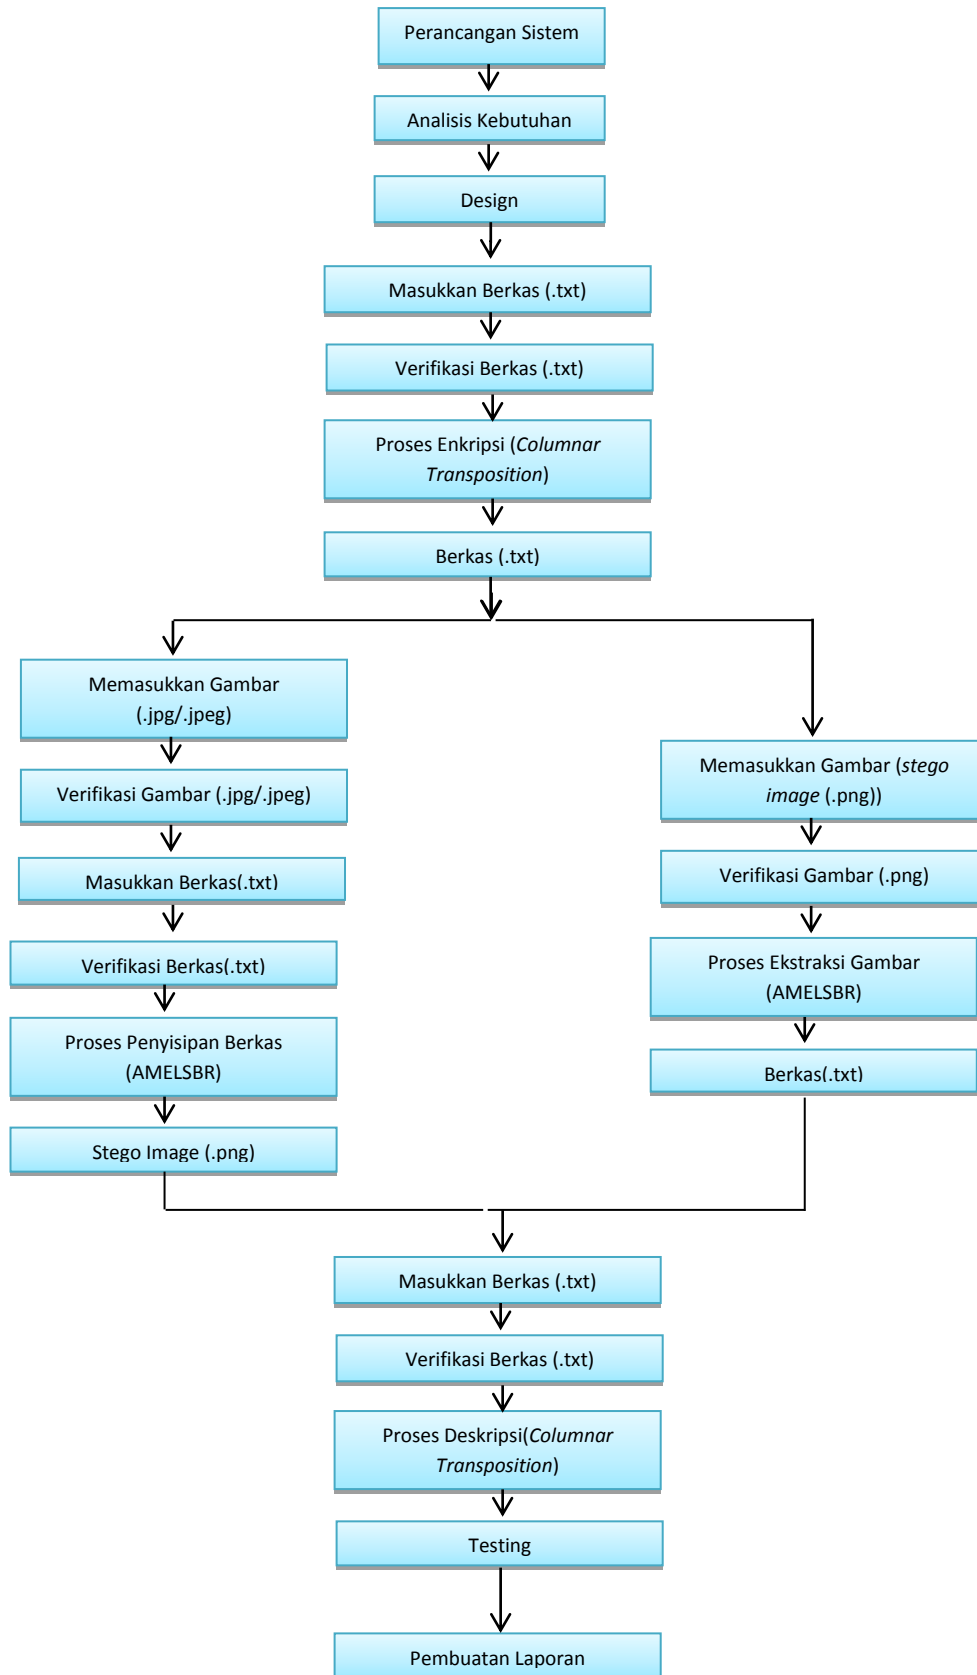 Perancangan Sistem
Analisis Kebutuhan
Design
Masukkan Berkas (.txt)
Verifikasi Berkas (.txt)
Proses Enkripsi (Columnar
Transposition)
Berkas (.txt)
Memasukkan Gambar
(.jpg/.jpeg)
Verifikasi Gambar (.jpg/.jpeg)
Masukkan Berkas(.txt)
Verifikasi Berkas(.txt)
Proses Penyisipan Berkas
(AMELSBR)
Stego Image (.png)
Memasukkan Gambar (stego
image (.png))
Verifikasi Gambar (.png)
Proses Ekstraksi Gambar
(AMELSBR)
Berkas(.txt)
Masukkan Berkas (.txt)
Verifikasi Berkas (.txt)
Proses Deskripsi(Columnar
Transposition)
Testing
Pembuatan Laporan